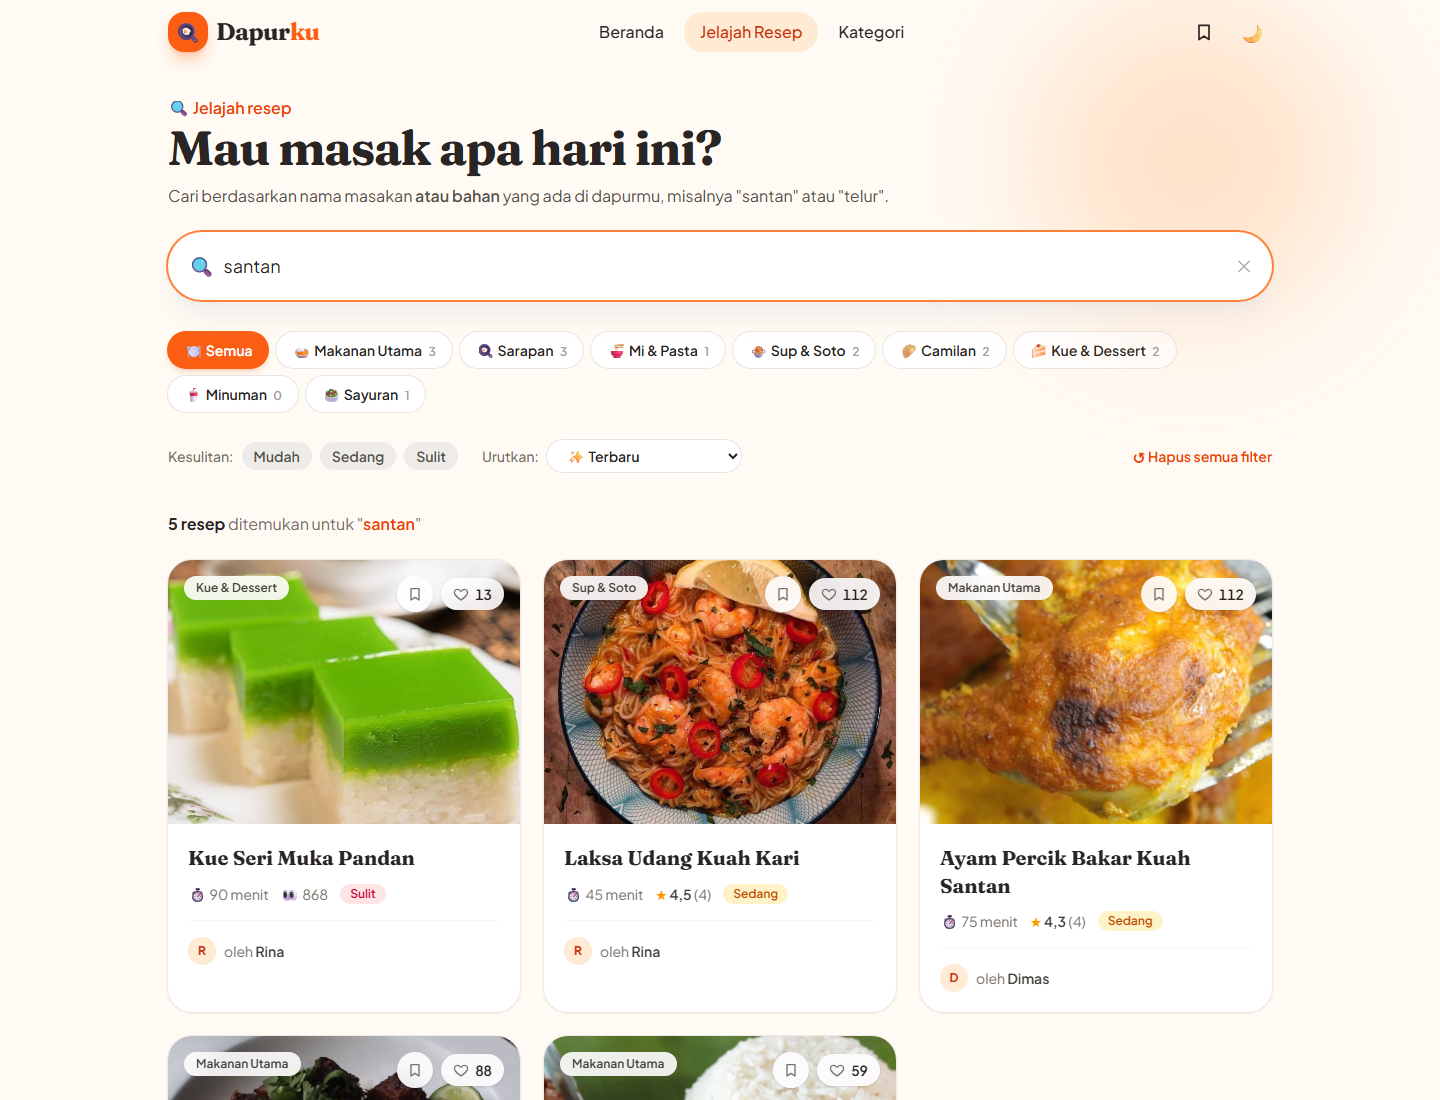 Dapurku
Beranda
Jelajah Resep
Kategori
Jelajah resep
Mau masak apa hari ini?
Cari berdasarkan nama masakan atau bahan yang ada di dapurmu, misalnya "santan" atau "telur".
santan
Semua
Makanan Utama 3
Sarapan 3
Mi & Pasta 1
Sup & Soto 2
Camilan 2
Kue & Dessert 2
Minuman 0
Sayuran 1
Kesulitan:
Mudah
Sedang
Sulit
Urutkan:
Terbaru
↺ Hapus semua filter
5 resep ditemukan untuk "santan"
Kue & Dessert
13
Kue Seri Muka Pandan
90 menit
868
Sulit
R
oleh Rina
Sup & Soto
112
Laksa Udang Kuah Kari
45 menit
★ 4,5 (4)
Sedang
R
oleh Rina
Makanan Utama
112
Ayam Percik Bakar Kuah
Santan
75 menit
★ 4,3 (4)
Sedang
D
oleh Dimas
Makanan Utama
88
Makanan Utama
59